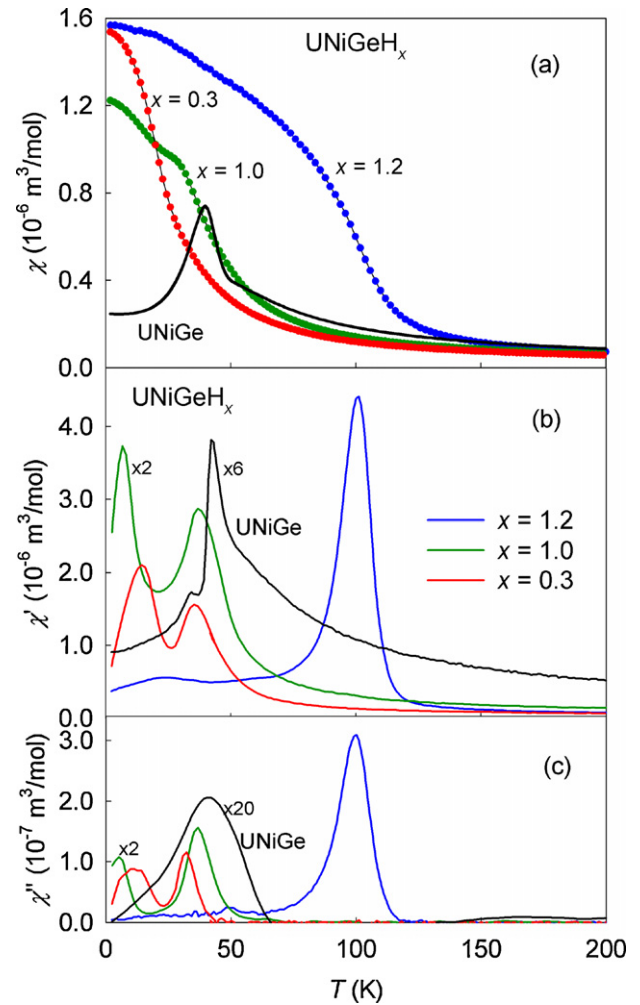 1.6
UNiGeHₓ
(a)
1.2
x = 0.3
x = 1.0
x = 1.2
0.8
0.4
UNiGe
0.0
χ (10⁻⁶ m³/mol)
UNiGeHₓ
(b)
4.0
x2
x6
3.0
UNiGe
x = 1.2
x = 1.0
x = 0.3
2.0
1.0
0.0
χ' (10⁻⁶ m³/mol)
3.0
(c)
2.0
x20
x2
UNiGe
1.0
0.0
χ'' (10⁻⁷ m³/mol)
0 50 100 150 200
T (K)